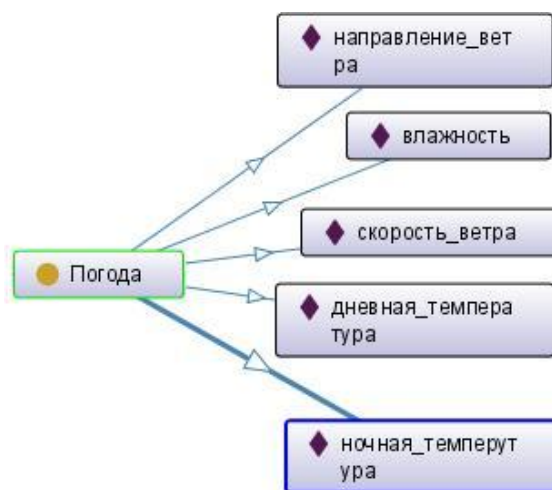 направление_вет
ра
влажность
скорость_ветра
Погода
дневная_темпера
тура
ночная_темперут
ура